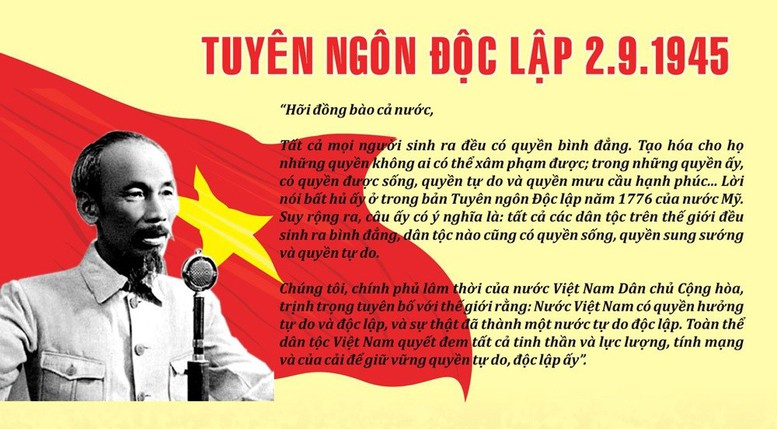 TUYÊN NGÔN ĐỘC LẬP 2.9.1945
“Hỡi đồng bào cả nước,
Tất cả mọi người sinh ra đều có quyền bình đẳng. Tạo hóa cho họ
những quyền không ai có thể xâm phạm được; trong những quyền ấy,
có quyền được sống, quyền tự do và quyền mưu cầu hạnh phúc... Lời
nói bất hủ ấy ở trong bản Tuyên ngôn Độc lập năm 1776 của nước Mỹ.
Suy rộng ra, câu ấy có ý nghĩa là: tất cả các dân tộc trên thế giới đều
sinh ra bình đẳng, dân tộc nào cũng có quyền sống, quyền sung sướng
và quyền tự do.
Chúng tôi, chính phủ lâm thời của nước Việt Nam Dân chủ Cộng hòa,
trịnh trọng tuyên bố với thế giới rằng: Nước Việt Nam có quyền hưởng
tự do và độc lập, và sự thật đã thành một nước tự do độc lập. Toàn thể
dân tộc Việt Nam quyết đem tất cả tinh thần và lực lượng, tính mạng
và của cải để giữ vững quyền tự do, độc lập ấy”.